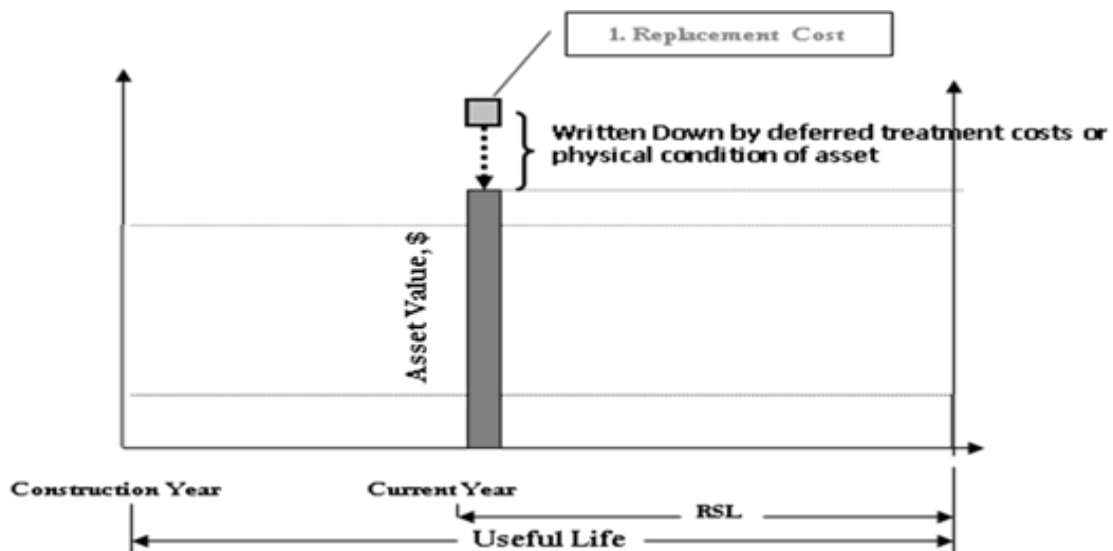 1. Replacement Cost
Written Down by deferred treatment costs or
physical condition of asset
Asset Value, $
Construction Year
Current Year
RSL
Useful Life